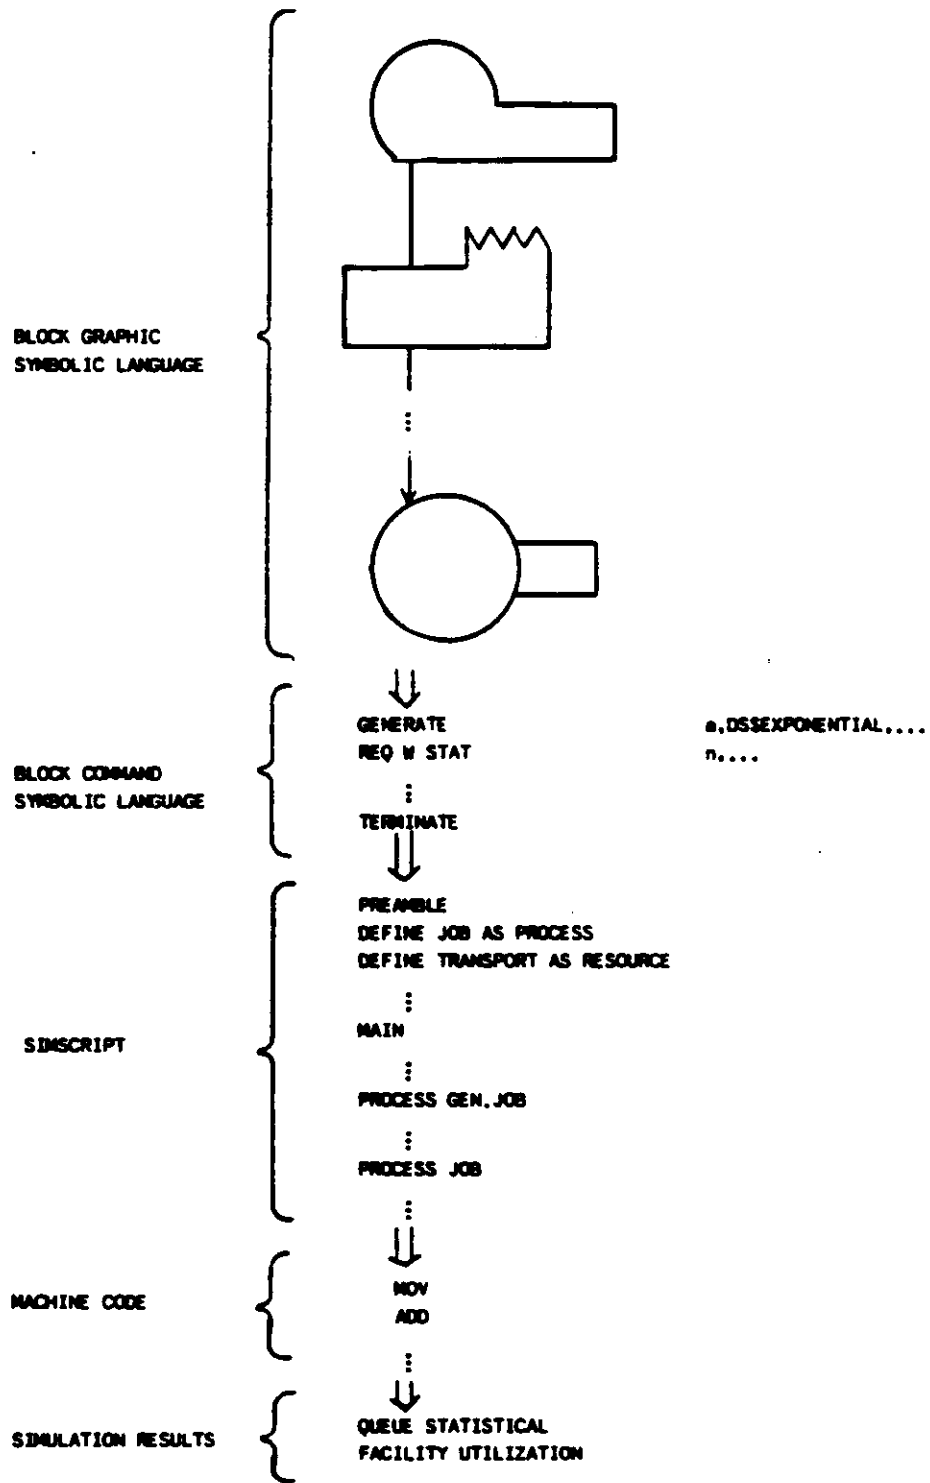 BLOCK GRAPHIC
SYMBOLIC LANGUAGE
GENERATE a,DS$EXPONENTIAL,...
REQ W STAT n,...
BLOCK COMMAND
SYMBOLIC LANGUAGE
TERMINATE
PREAMBLE
DEFINE JOB AS PROCESS
DEFINE TRANSPORT AS RESOURCE
MAIN
SIMSCRIPT
PROCESS GEN.JOB
PROCESS JOB
MACHINE CODE
MOV
ADD
SIMULATION RESULTS
QUEUE STATISTICAL
FACILITY UTILIZATION